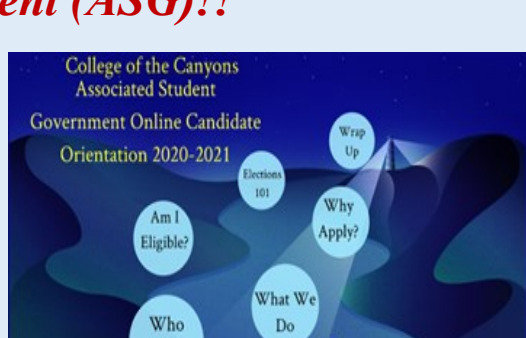 ent (ASG)!!
College of the Canyons
Associated Student
Government Online Candidate
Orientation 2020-2021
Wrap
Up
Elections
101
Why
Apply?
Am I
Eligible?
What We
Do
Who